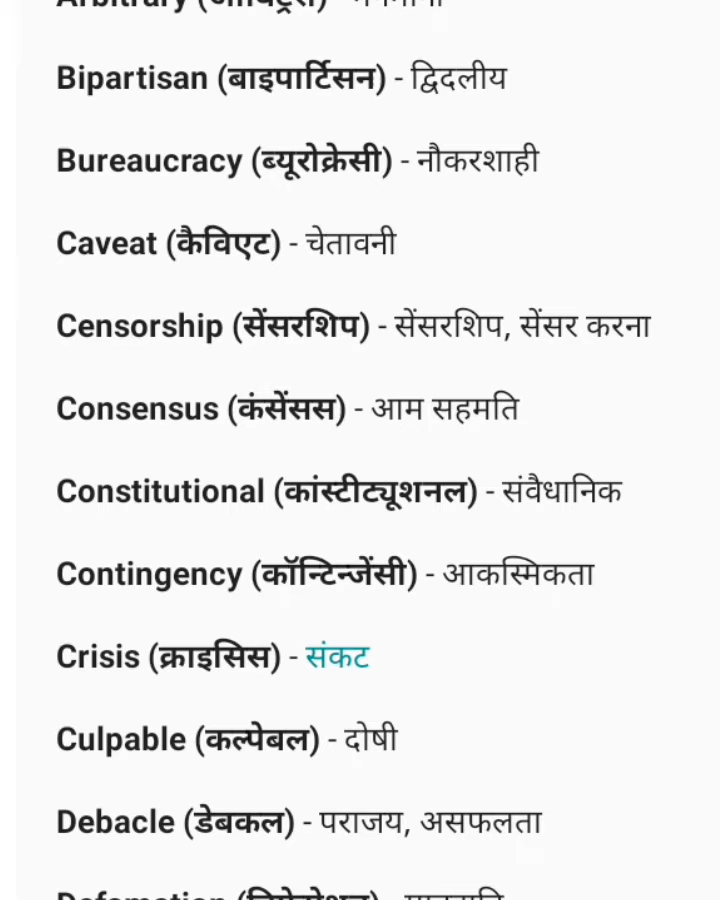 Bipartisan (बाइपार्टिसन) - द्विदलीय
Bureaucracy (ब्यूरोक्रेसी) - नौकरशाही
Caveat (कैविएट) - चेतावनी
Censorship (सेंसरशिप) - सेंसरशिप, सेंसर करना
Consensus (कंसेंसस) - आम सहमति
Constitutional (कांस्टीट्यूशनल) - संवैधानिक
Contingency (कॉन्टिन्जेंसी) - आकस्मिकता
Crisis (क्राइसिस) - संकट
Culpable (कल्पेबल) - दोषी
Debacle (डेबकल) - पराजय, असफलता